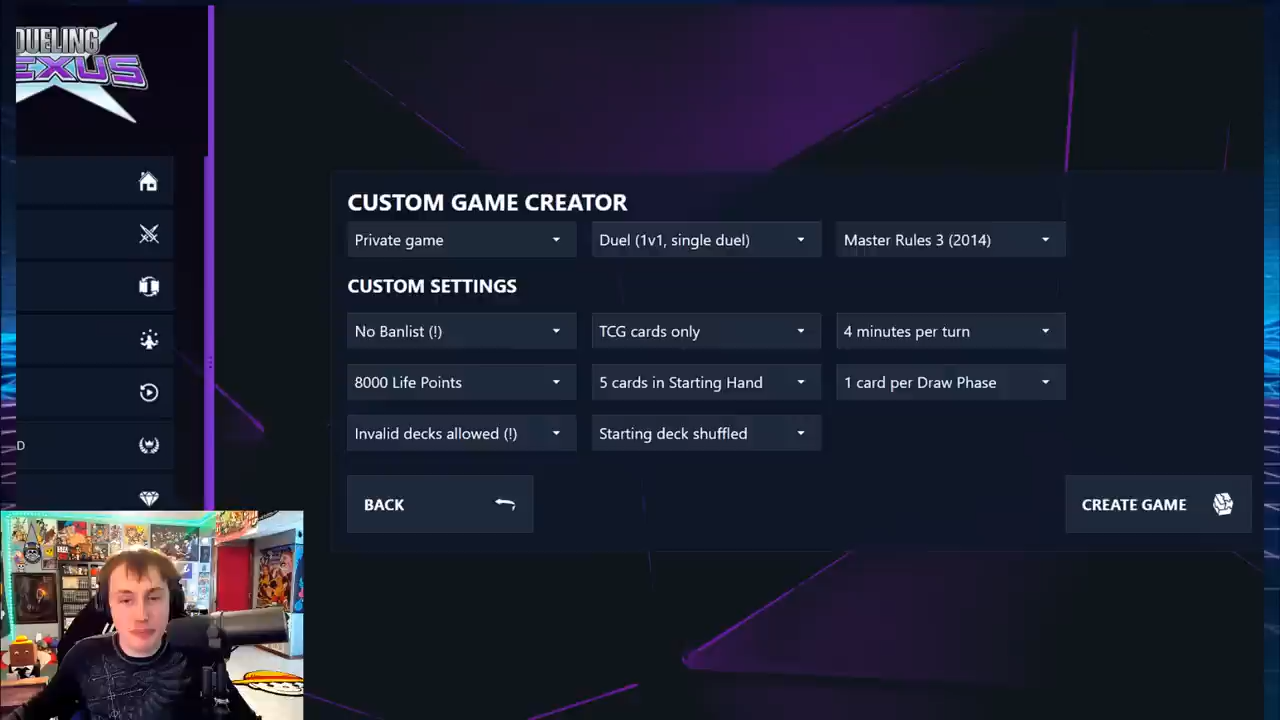 DUELING
NEXUS
CUSTOM GAME CREATOR
Private game
Duel (1v1, single duel)
Master Rules 3 (2014)
CUSTOM SETTINGS
No Banlist (!)
TCG cards only
4 minutes per turn
8000 Life Points
5 cards in Starting Hand
1 card per Draw Phase
Invalid decks allowed (!)
Starting deck shuffled
D
BACK
CREATE GAME